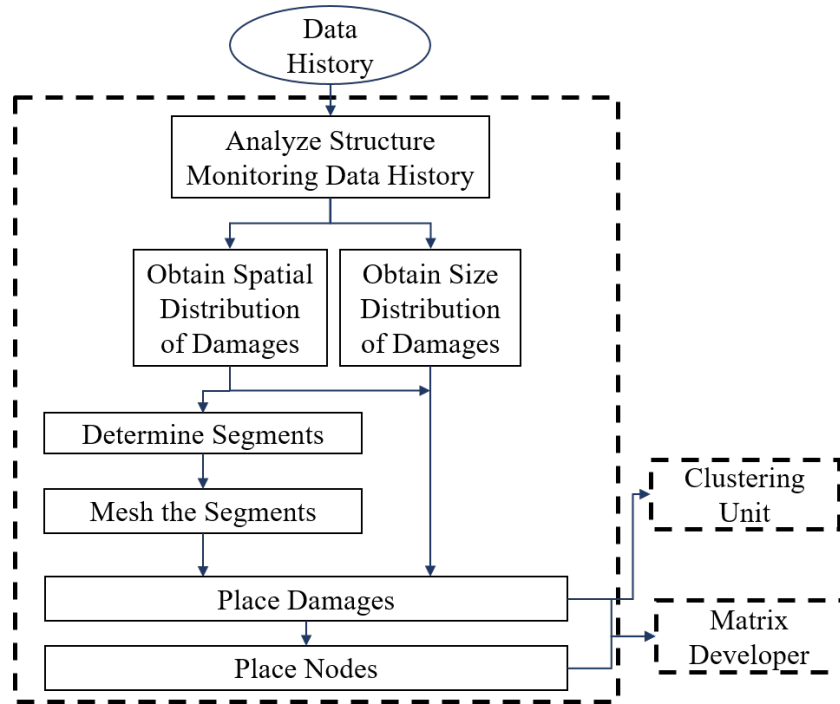 Data
History
Analyze Structure
Monitoring Data History
Obtain Spatial
Distribution
of Damages
Obtain Size
Distribution
of Damages
Determine Segments
Mesh the Segments
Clustering
Unit
Place Damages
Matrix
Developer
Place Nodes